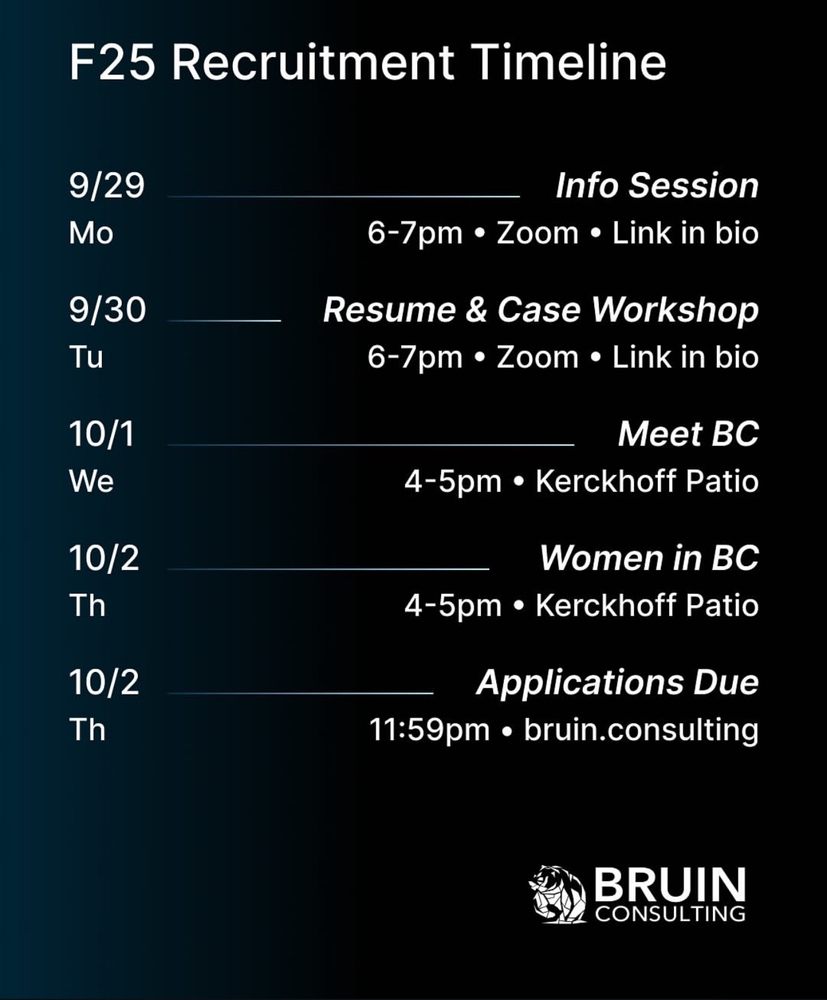 F25 Recruitment Timeline
9/29 Info Session
Mo 6-7pm • Zoom • Link in bio
9/30 Resume & Case Workshop
Tu 6-7pm • Zoom • Link in bio
10/1 Meet BC
We 4-5pm • Kerckhoff Patio
10/2 Women in BC
Th 4-5pm • Kerckhoff Patio
10/2 Applications Due
Th 11:59pm • bruin.consulting
BRUIN
CONSULTING